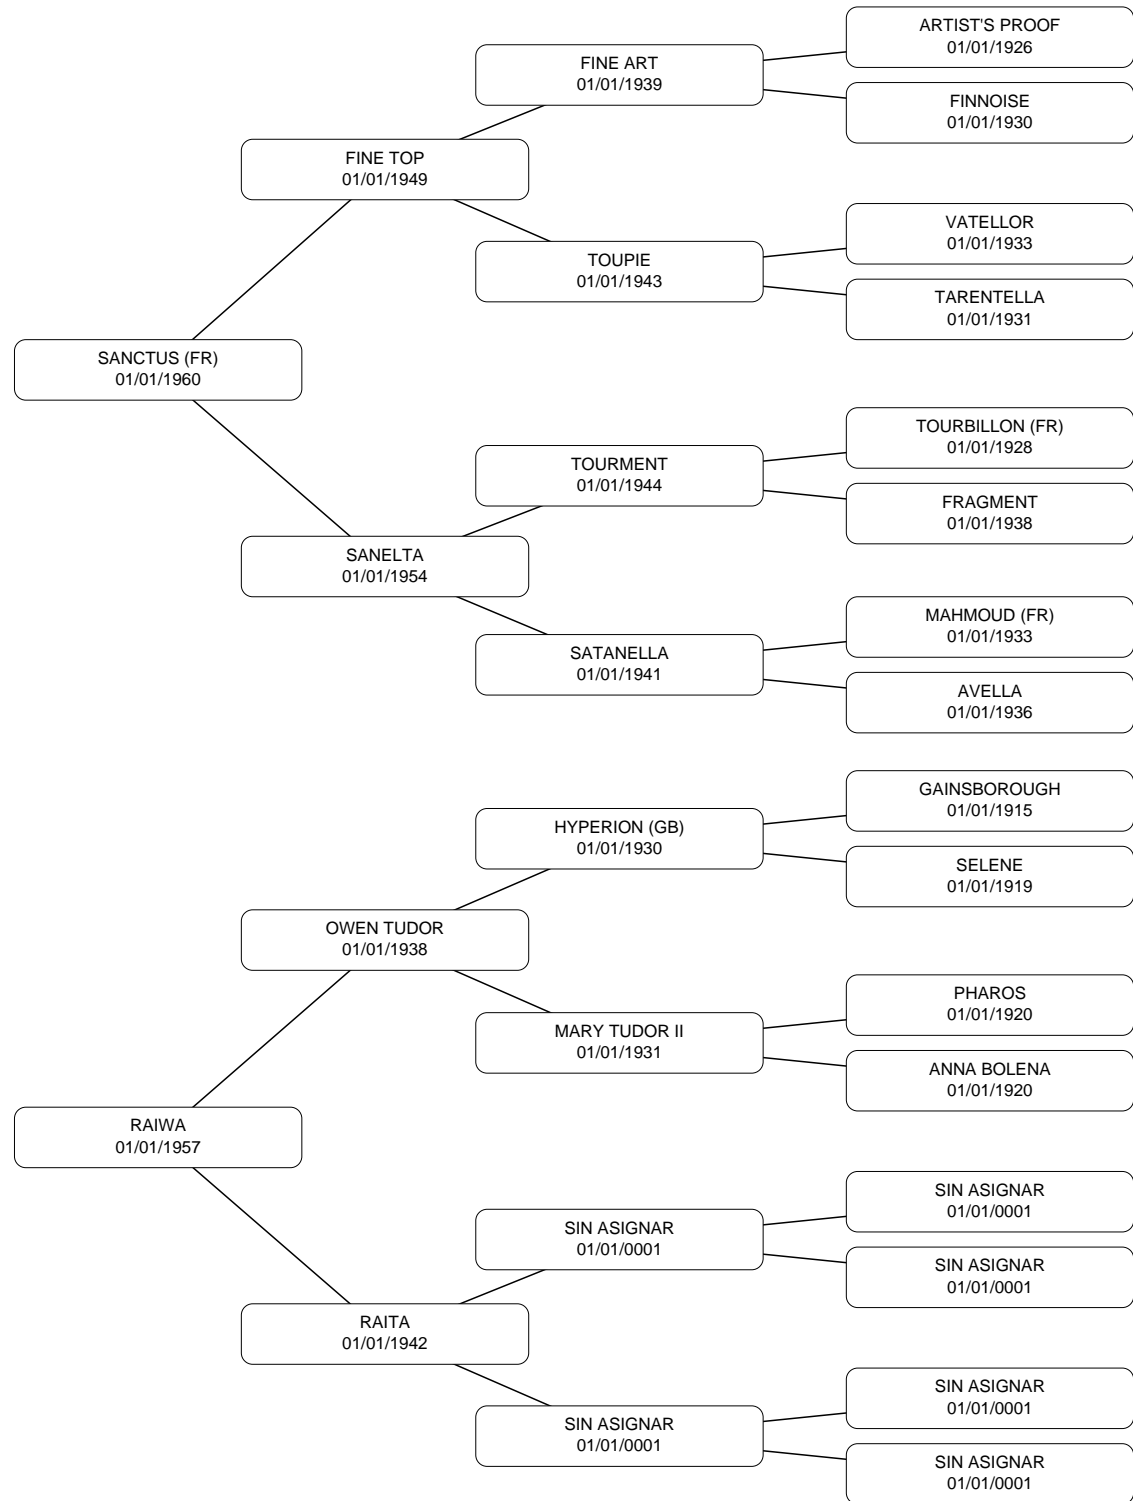 ARTIST'S PROOF
01/01/1926
FINE ART
01/01/1939
FINNOISE
01/01/1930
FINE TOP
01/01/1949
VATELLOR
01/01/1933
TOUPIE
01/01/1943
TARENTELLA
01/01/1931
SANCTUS (FR)
01/01/1960
TOURBILLON (FR)
01/01/1928
TOURMENT
01/01/1944
FRAGMENT
01/01/1938
SANELTA
01/01/1954
MAHMOUD (FR)
01/01/1933
SATANELLA
01/01/1941
AVELLA
01/01/1936
GAINSBOROUGH
01/01/1915
HYPERION (GB)
01/01/1930
SELENE
01/01/1919
OWEN TUDOR
01/01/1938
PHAROS
01/01/1920
MARY TUDOR II
01/01/1931
ANNA BOLENA
01/01/1920
RAIWA
01/01/1957
SIN ASIGNAR
01/01/0001
SIN ASIGNAR
01/01/0001
SIN ASIGNAR
01/01/0001
RAITA
01/01/1942
SIN ASIGNAR
01/01/0001
SIN ASIGNAR
01/01/0001
SIN ASIGNAR
01/01/0001